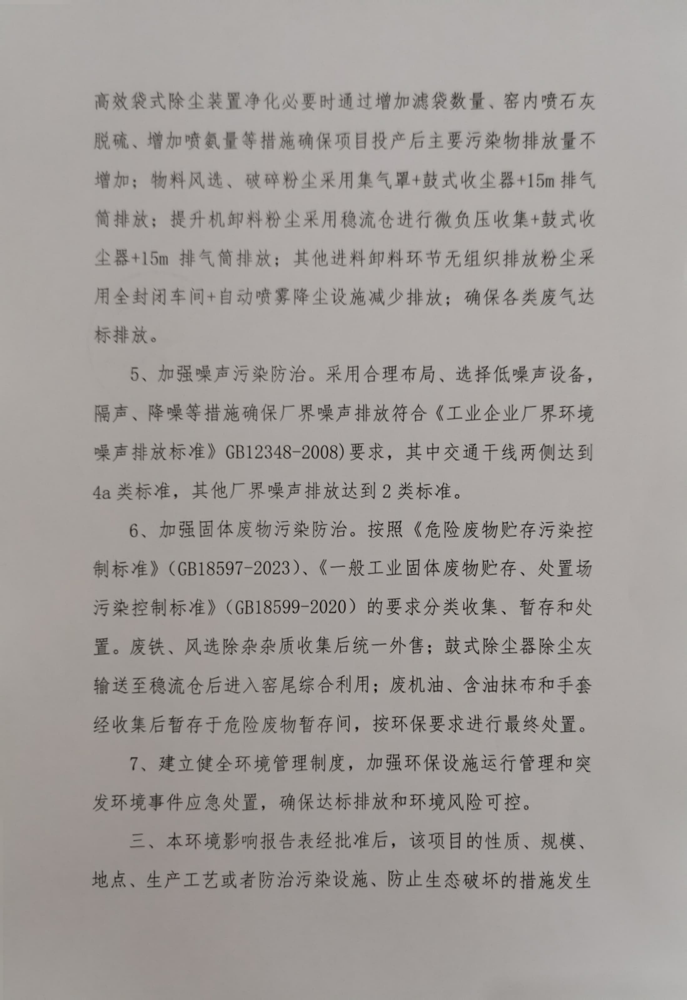 高效袋式除尘装置净化必要时通过增加滤袋数量、窑内喷石灰
脱硫、增加喷氨量等措施确保项目投产后主要污染物排放量不
增加；物料风选、破碎粉尘采用集气罩+鼓式收尘器+15m 排气
筒排放；提升机卸料粉尘采用稳流仓进行微负压收集+鼓式收
尘器+15m 排气筒排放；其他进料卸料环节无组织排放粉尘采
用全封闭车间+自动喷雾降尘设施减少排放；确保各类废气达
标排放。
5、加强噪声污染防治。采用合理布局、选择低噪声设备，
隔声、降噪等措施确保厂界噪声排放符合《工业企业厂界环境
噪声排放标准》GB12348-2008)要求，其中交通干线两侧达到
4a 类标准，其他厂界噪声排放达到 2 类标准。
6、加强固体废物污染防治。按照《危险废物贮存污染控
制标准》（GB18597-2023）、《一般工业固体废物贮存、处置场
污染控制标准》（GB18599-2020）的要求分类收集、暂存和处
置。废铁、风选除杂杂质收集后统一外售；鼓式除尘器除尘灰
输送至稳流仓后进入窑尾综合利用；废机油、含油抹布和手套
经收集后暂存于危险废物暂存间，按环保要求进行最终处置。
7、建立健全环境管理制度，加强环保设施运行管理和突
发环境事件应急处置，确保达标排放和环境风险可控。
三、本环境影响报告表经批准后，该项目的性质、规模、
地点、生产工艺或者防治污染设施、防止生态破坏的措施发生